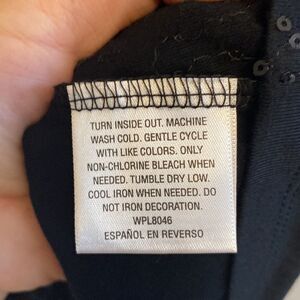 TURN INSIDE OUT. MACHINE
WASH COLD. GENTLE CYCLE
WITH LIKE COLORS. ONLY
NON-CHLORINE BLEACH WHEN
NEEDED. TUMBLE DRY LOW.
COOL IRON WHEN NEEDED. DO
NOT IRON DECORATION.
WPL8046
ESPAÑOL EN REVERSO